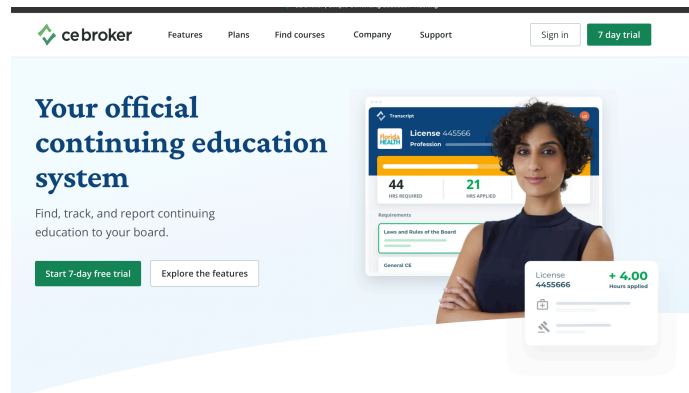 cebroker
Features
Plans
Find courses
Company
Support
Sign in
7 day trial
Your official
continuing education
system
Find, track, and report continuing
education to your board.
Start 7-day free trial
Explore the features
Transcript
Florida
HEALTH
License 445566
Profession
44
HRS REQUIRED
21
HRS APPLIED
Requirements
Laws and Rules of the Board
General CE
License
4455666
+ 4.00
Hours applied